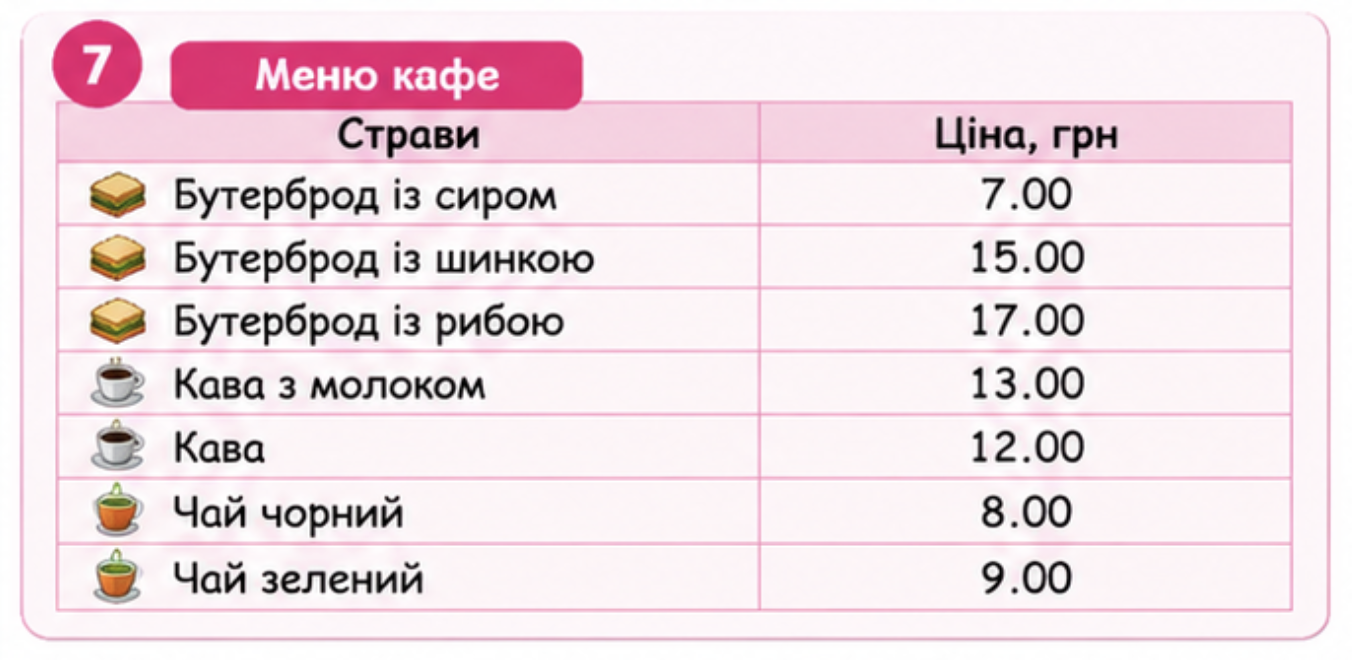 7
Меню кафе
Страви Ціна, грн
Бутерброд із сиром 7.00
Бутерброд із шинкою 15.00
Бутерброд із рибою 17.00
Кава з молоком 13.00
Кава 12.00
Чай чорний 8.00
Чай зелений 9.00